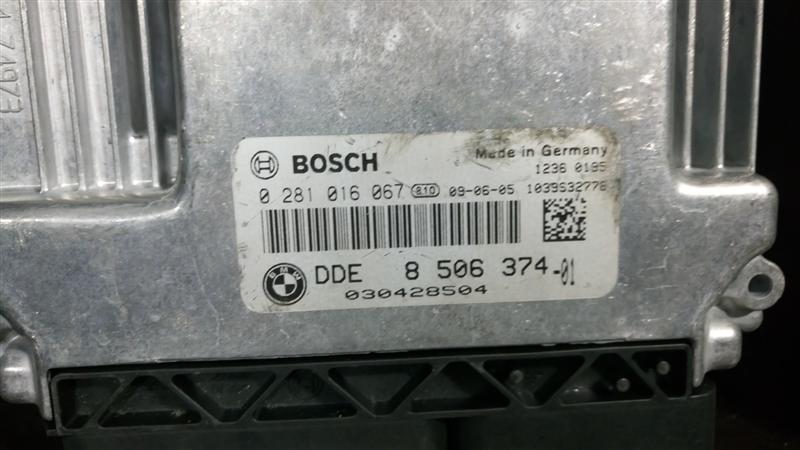 BOSCH
Made in Germany
1236 0195
0 281 016 067 810 09-06-05 1039S32778
BMW DDE 8 506 374-01
030428504